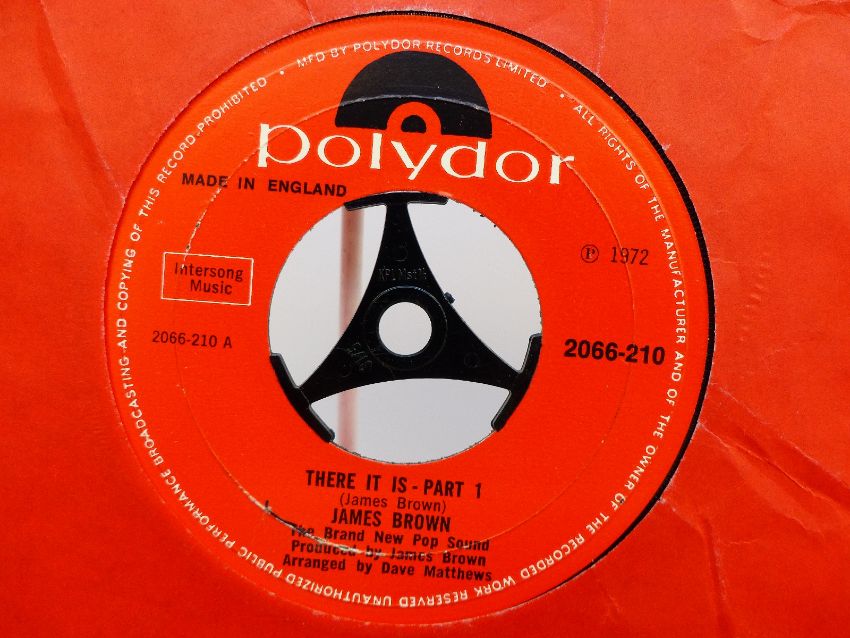 MFD BY POLYDOR RECORDS LIMITED • ALL RIGHTS OF THE MANUFACTURER AND OF THE OWNER OF THE RECORDED WORK RESERVED UNAUTHORIZED PUBLIC PERFORMANCE BROADCASTING AND COPYING OF THIS RECORD PROHIBITED •
polydor
MADE IN ENGLAND
℗ 1972
Intersong
Music
2066-210 A
2066-210
THERE IT IS - PART 1
(James Brown)
JAMES BROWN
The Brand New Pop Sound
Produced by James Brown
Arranged by Dave Matthews